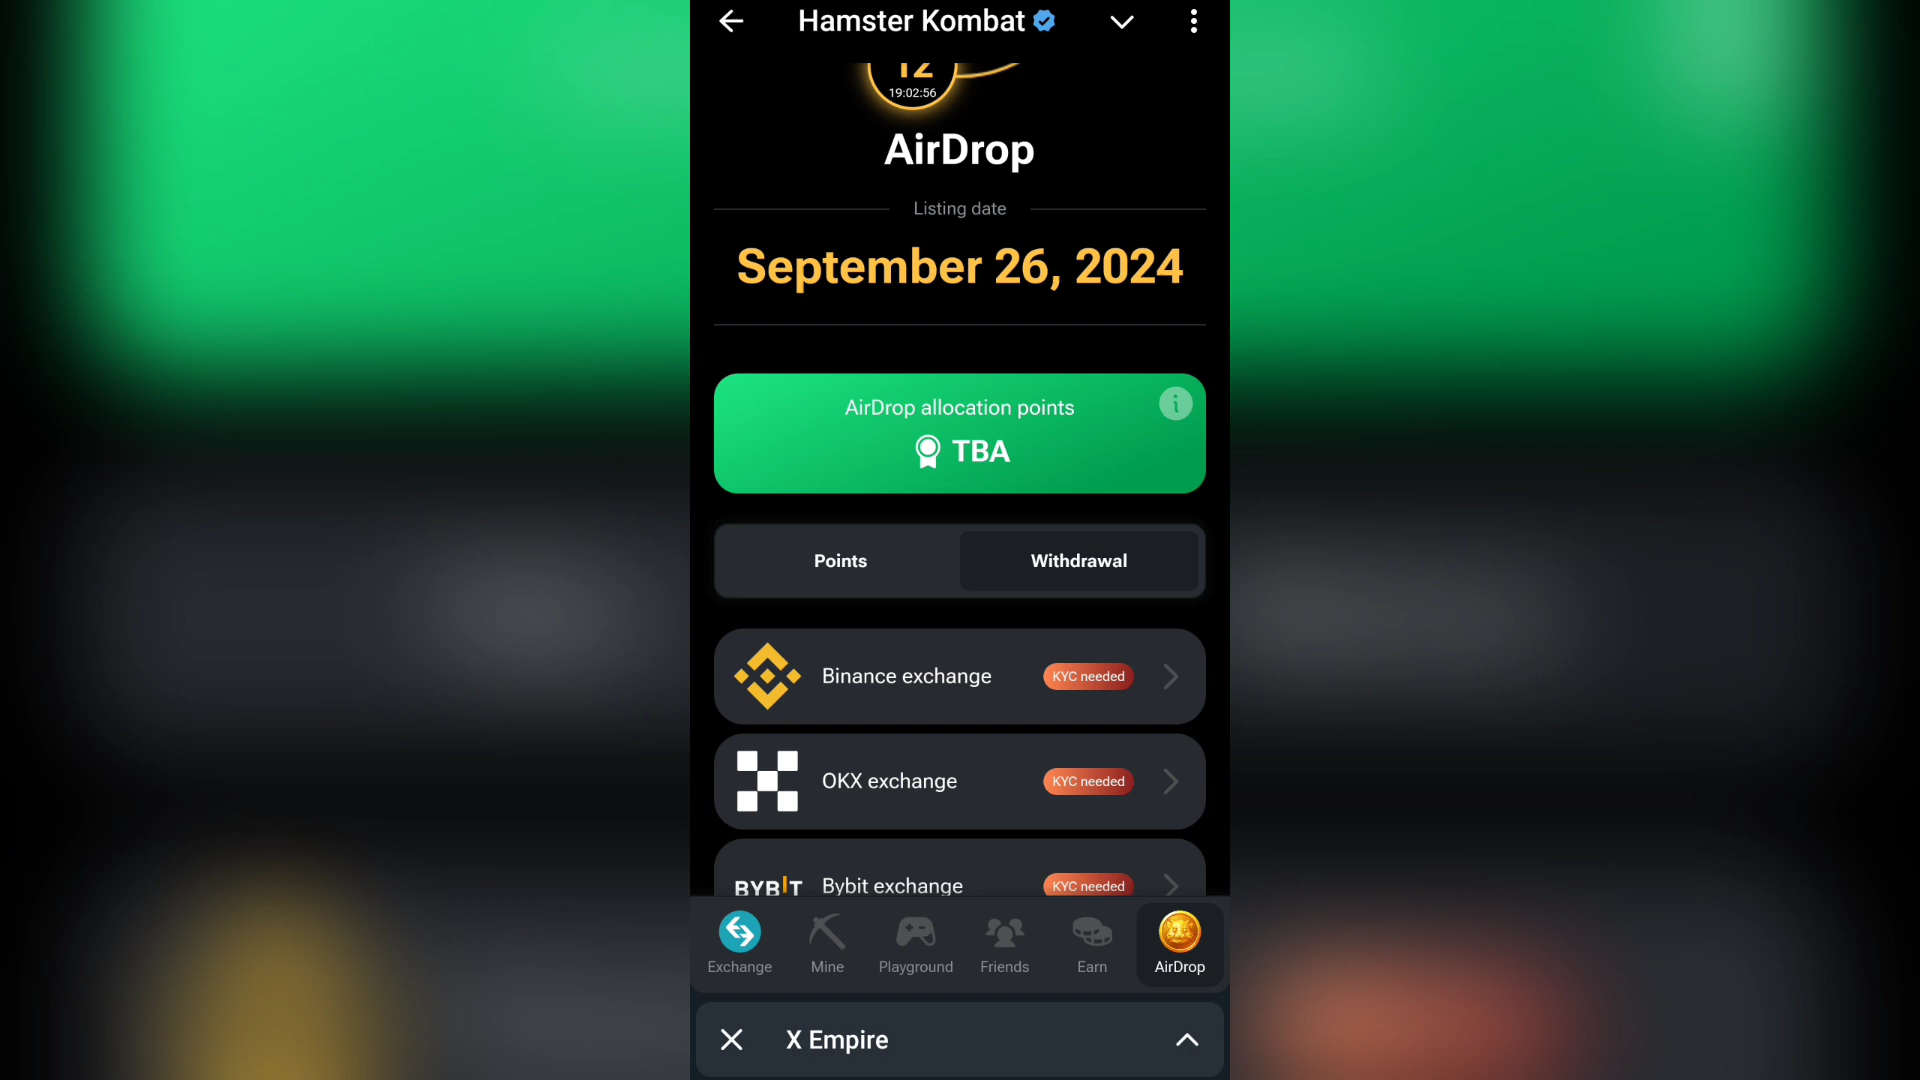 Hamster Kombat
12
19:02:56
AirDrop
Listing date
September 26, 2024
AirDrop allocation points
TBA
Points
Withdrawal
Binance exchange
KYC needed
OKX exchange
KYC needed
BYBIT
Bybit exchange
KYC needed
Exchange
Mine
Playground
Friends
Earn
AirDrop
X Empire